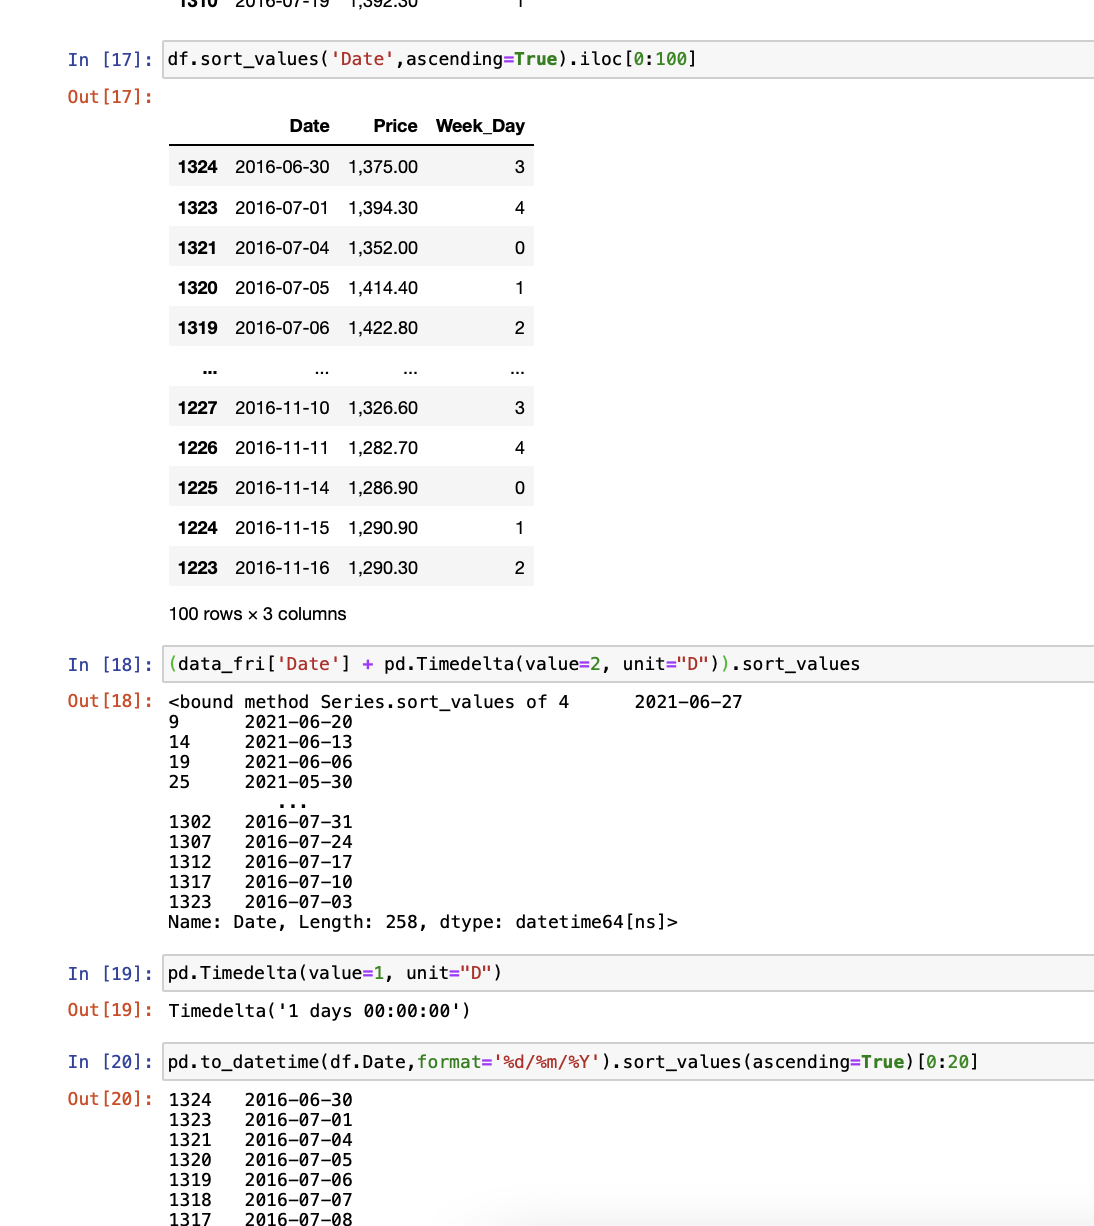 1310 2016-07-19 1,392.30 1
In [17]: df.sort_values('Date',ascending=True).iloc[0:100]
Out[17]:
Date Price Week_Day
1324 2016-06-30 1,375.00 3
1323 2016-07-01 1,394.30 4
1321 2016-07-04 1,352.00 0
1320 2016-07-05 1,414.40 1
1319 2016-07-06 1,422.80 2
... ... ... ...
1227 2016-11-10 1,326.60 3
1226 2016-11-11 1,282.70 4
1225 2016-11-14 1,286.90 0
1224 2016-11-15 1,290.90 1
1223 2016-11-16 1,290.30 2
100 rows × 3 columns
In [18]: (data_fri['Date'] + pd.Timedelta(value=2, unit="D")).sort_values
Out[18]: <bound method Series.sort_values of 4 2021-06-27
9 2021-06-20
14 2021-06-13
19 2021-06-06
25 2021-05-30
...
1302 2016-07-31
1307 2016-07-24
1312 2016-07-17
1317 2016-07-10
1323 2016-07-03
Name: Date, Length: 258, dtype: datetime64[ns]>
In [19]: pd.Timedelta(value=1, unit="D")
Out[19]: Timedelta('1 days 00:00:00')
In [20]: pd.to_datetime(df.Date,format='%d/%m/%Y').sort_values(ascending=True)[0:20]
Out[20]: 1324 2016-06-30
1323 2016-07-01
1321 2016-07-04
1320 2016-07-05
1319 2016-07-06
1318 2016-07-07
1317 2016-07-08